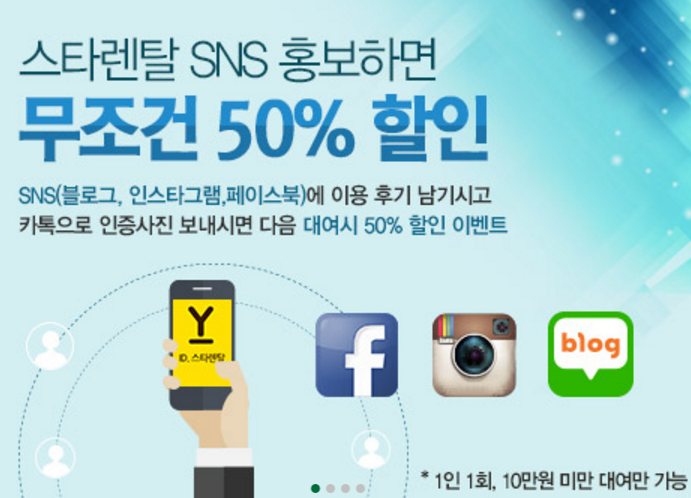 스타렌탈 SNS 홍보하면
무조건 50% 할인
SNS(블로그, 인스타그램,페이스북)에 이용 후기 남기시고
카톡으로 인증사진 보내시면 다음 대여시 50% 할인 이벤트
Y
ID. 스타렌탈
f
blog
* 1인 1회, 10만원 미만 대여만 가능